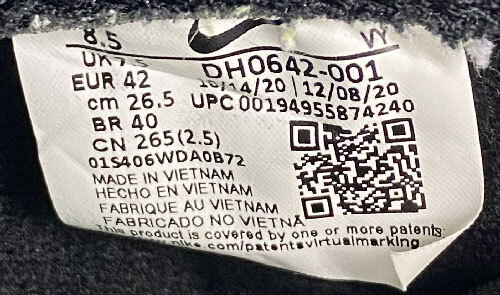 8.5 VY
UK 7.5 DH0642-001
EUR 42 10/14/20 | 12/08/20
cm 26.5 UPC 00194955874240
BR 40
CN 265(2.5)
01S406WDA0B72
MADE IN VIETNAM
HECHO EN VIETNAM
FABRIQUE AU VIETNAM
FABRICADO NO VIETNA
This product is covered by one or more patents.
nike.com/patentsvirtualmarking